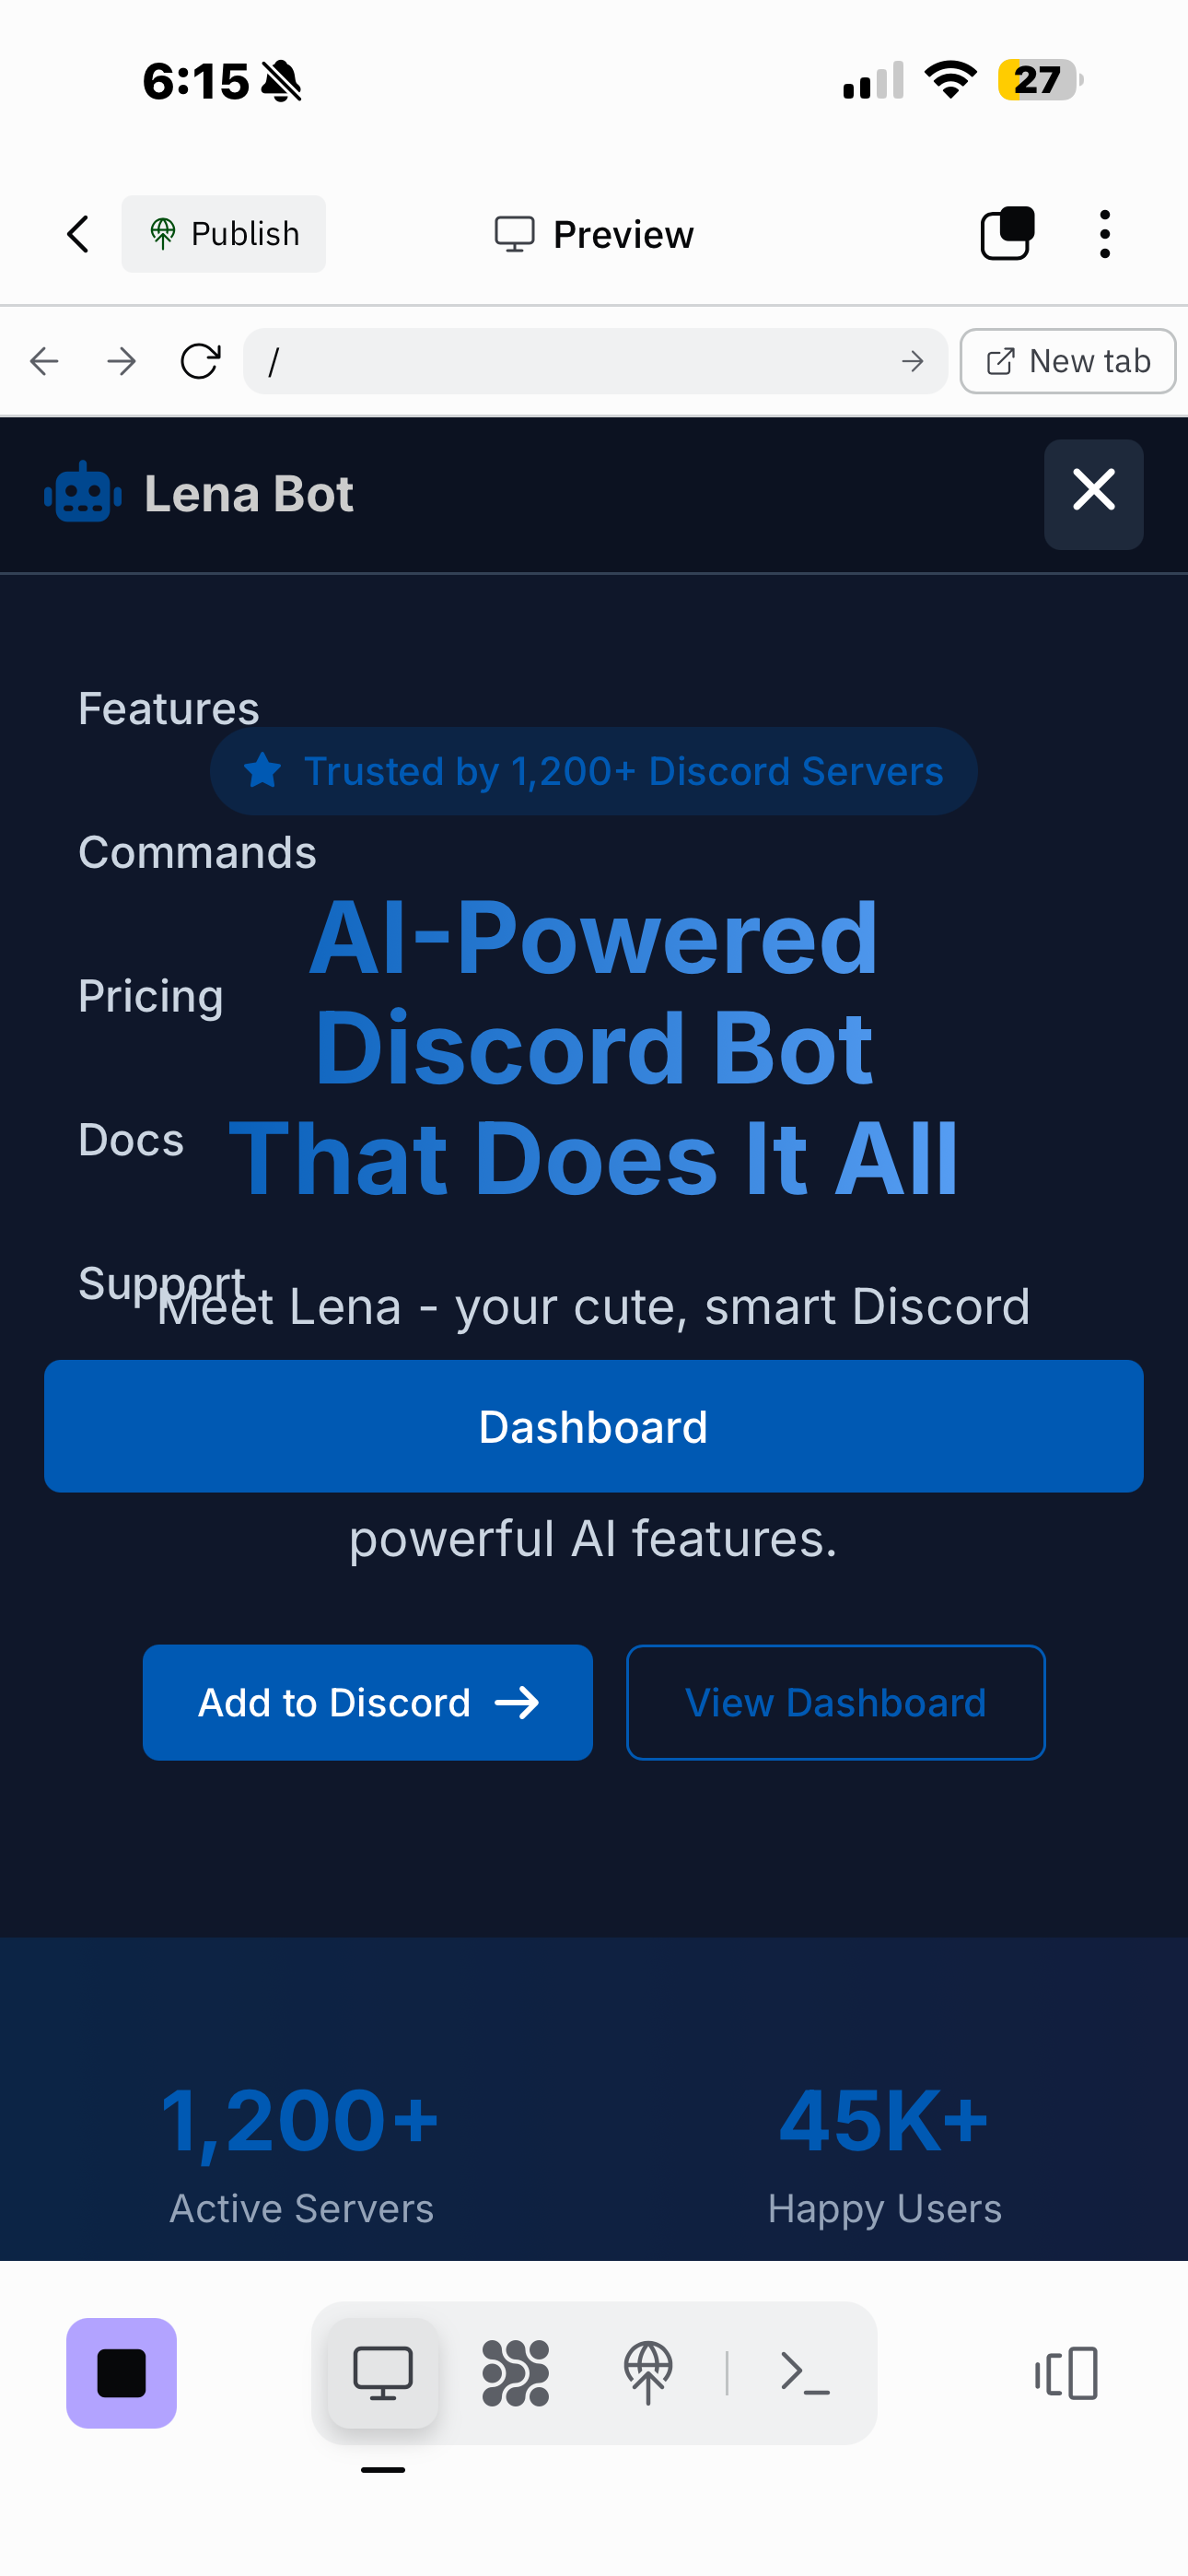 6:15
27
Publish
Preview
/
New tab
Lena Bot
Features
Trusted by 1,200+ Discord Servers
Commands
AI-Powered
Pricing
Discord Bot
Docs
That Does It All
Support
Meet Lena - your cute, smart Discord
Dashboard
powerful AI features.
Add to Discord
View Dashboard
1,200+
45K+
Active Servers
Happy Users